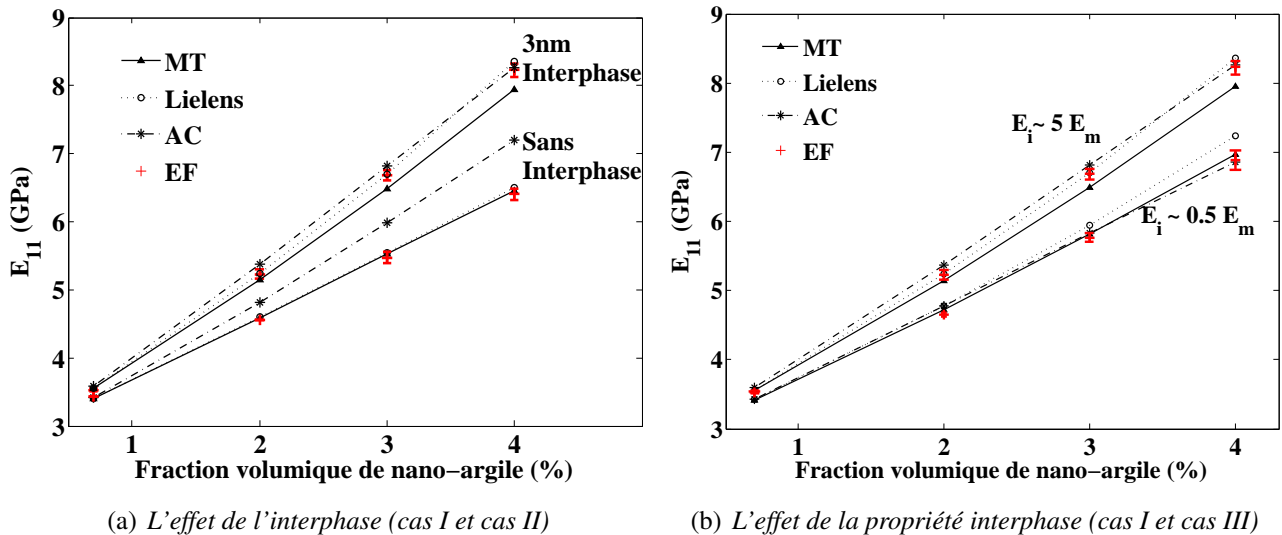 9
8
7
6
5
4
3
1
2
3
4
E11 (GPa)
Fraction volumique de nano−argile (%)
MT
Lielens
AC
EF
3nm
Interphase
Sans
Interphase
(a) L'effet de l'interphase (cas I et cas II)
9
8
7
6
5
4
3
1
2
3
4
E11 (GPa)
Fraction volumique de nano−argile (%)
MT
Lielens
AC
EF
Ei~ 5 Em
Ei ~ 0.5 Em
(b) L'effet de la propriété interphase (cas I et cas III)